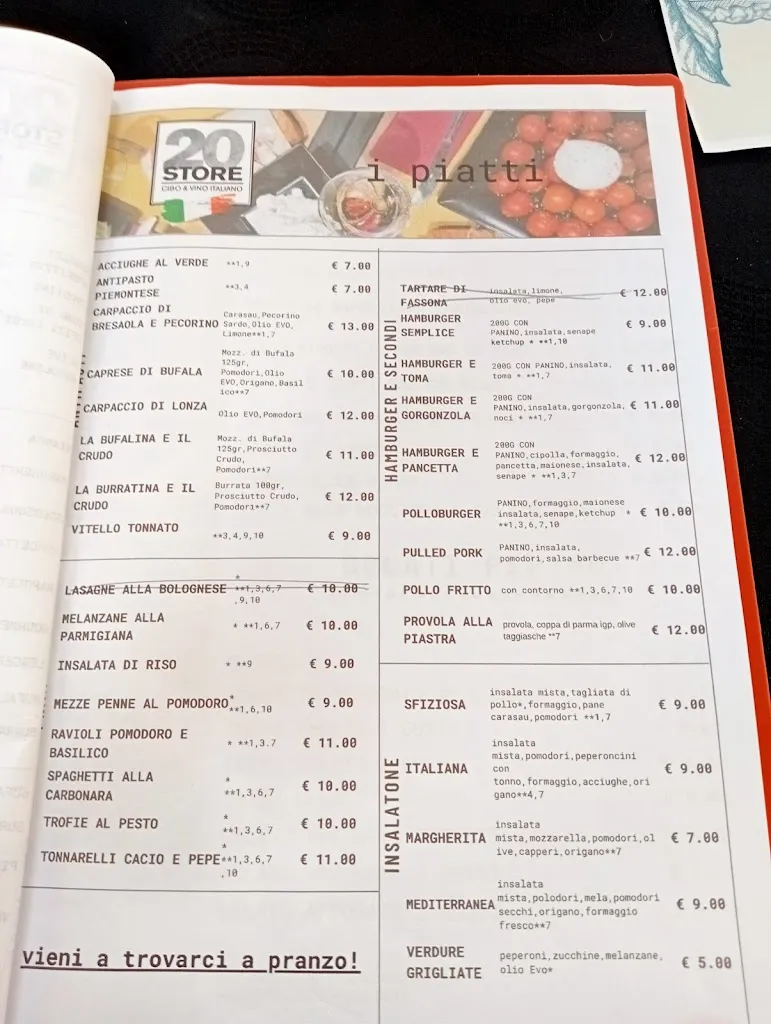 20
STORE
CIBO & VINO ITALIANO
i piatti
ACCIUGHE AL VERDE **1,9 € 7.00
ANTIPASTO
PIEMONTESE **3,4 € 7.00
CARPACCIO DI
BRESAOLA E PECORINO
Carasau,Pecorino
Sardo,Olio EVO,
Limone**1,7
€ 13.00
CAPRESE DI BUFALA
Mozz. di Bufala
125gr,
Pomodori,Olio
EVO,Origano,Basil
ico**7
€ 10.00
CARPACCIO DI LONZA Olio EVO,Pomodori € 12.00
LA BUFALINA E IL
CRUDO
Mozz. di Bufala
125gr,Prosciutto
Crudo,
Pomodori**7
€ 11.00
LA BURRATINA E IL
CRUDO
Burrata 100gr,
Prosciutto Crudo,
Pomodori**7
€ 12.00
VITELLO TONNATO **3,4,9,10 € 9.00
LASAGNE ALLA BOLOGNESE
*
**1,3,6,7
,9,10
€ 10.00
MELANZANE ALLA
PARMIGIANA
* **1,6,7 € 10.00
INSALATA DI RISO * **9 € 9.00
MEZZE PENNE AL POMODORO
*
**1,6,10
€ 9.00
RAVIOLI POMODORO E
BASILICO
* **1,3.7 € 11.00
SPAGHETTI ALLA
CARBONARA
*
**1,3,6,7
€ 10.00
TROFIE AL PESTO
*
**1,3,6,7
€ 10.00
TONNARELLI CACIO E PEPE
*
**1,3,6,7
,10
€ 11.00
vieni a trovarci a pranzo!
HAMBURGER E SECONDI
TARTARE DI
FASSONA
insalata,limone,
olio evo, pepe
€ 12.00
HAMBURGER
SEMPLICE
200G CON
PANINO,insalata,senape
ketchup * **1,10
€ 9.00
HAMBURGER E
TOMA
200G CON PANINO,insalata,
toma * **1,7
€ 11.00
HAMBURGER E
GORGONZOLA
200G CON
PANINO,insalata,gorgonzola,
noci * **1,7
€ 11.00
HAMBURGER E
PANCETTA
200G CON
PANINO,cipolla,formaggio,
pancetta,maionese,insalata,
senape * **1,3,7
€ 12.00
POLLOBURGER
PANINO,formaggio,maionese
insalata,senape,ketchup *
**1,3,6,7,10
€ 10.00
PULLED PORK
PANINO,insalata,
pomodori,salsa barbecue **7
€ 12.00
POLLO FRITTO con contorno **1,3,6,7,10 € 10.00
PROVOLA ALLA
PIASTRA
provola, coppa di parma igp, olive
taggiasche **7
€ 12.00
INSALATONE
SFIZIOSA
insalata mista,tagliata di
pollo*,formaggio,pane
carasau,pomodori **1,7
€ 9.00
ITALIANA
insalata
mista,pomodori,peperoncini
con
tonno,formaggio,acciughe,ori
gano**4,7
€ 9.00
MARGHERITA
insalata
mista,mozzarella,pomodori,ol
ive,capperi,origano**7
€ 7.00
MEDITERRANEA
insalata
mista,polodori,mela,pomodori
secchi,origano,formaggio
fresco**7
€ 9.00
VERDURE
GRIGLIATE
peperoni,zucchine,melanzane,
olio Evo*
€ 5.00